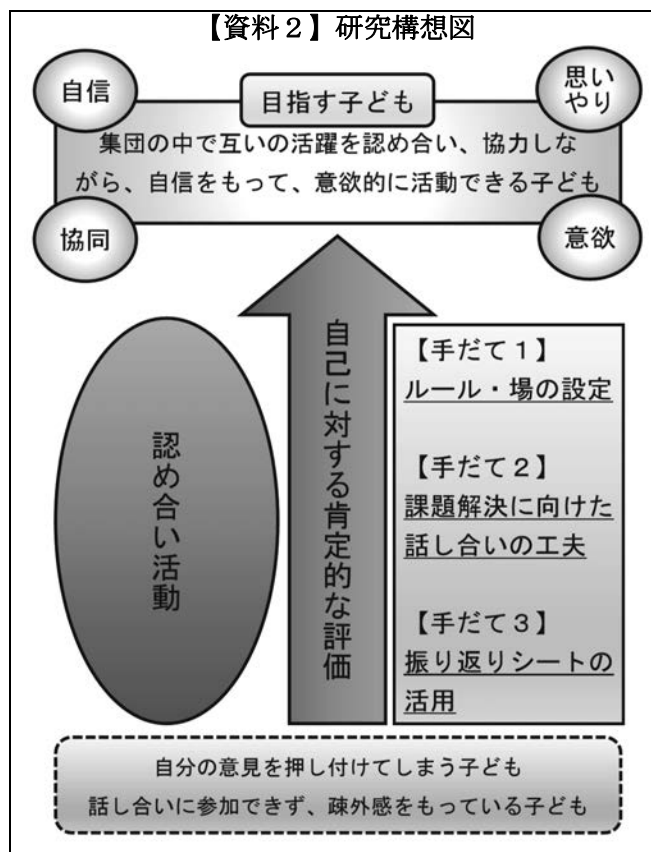 【資料２】研究構想図
自信
目指す子ども
思い
やり
集団の中で互いの活躍を認め合い、協力しな
がら、自信をもって、意欲的に活動できる子ども
協同
意欲
認め合い活動
自己に対する肯定的な評価
【手だて１】
ルール・場の設定
【手だて２】
課題解決に向けた
話し合いの工夫
【手だて３】
振り返りシートの
活用
自分の意見を押し付けてしまう子ども
話し合いに参加できず、疎外感をもっている子ども